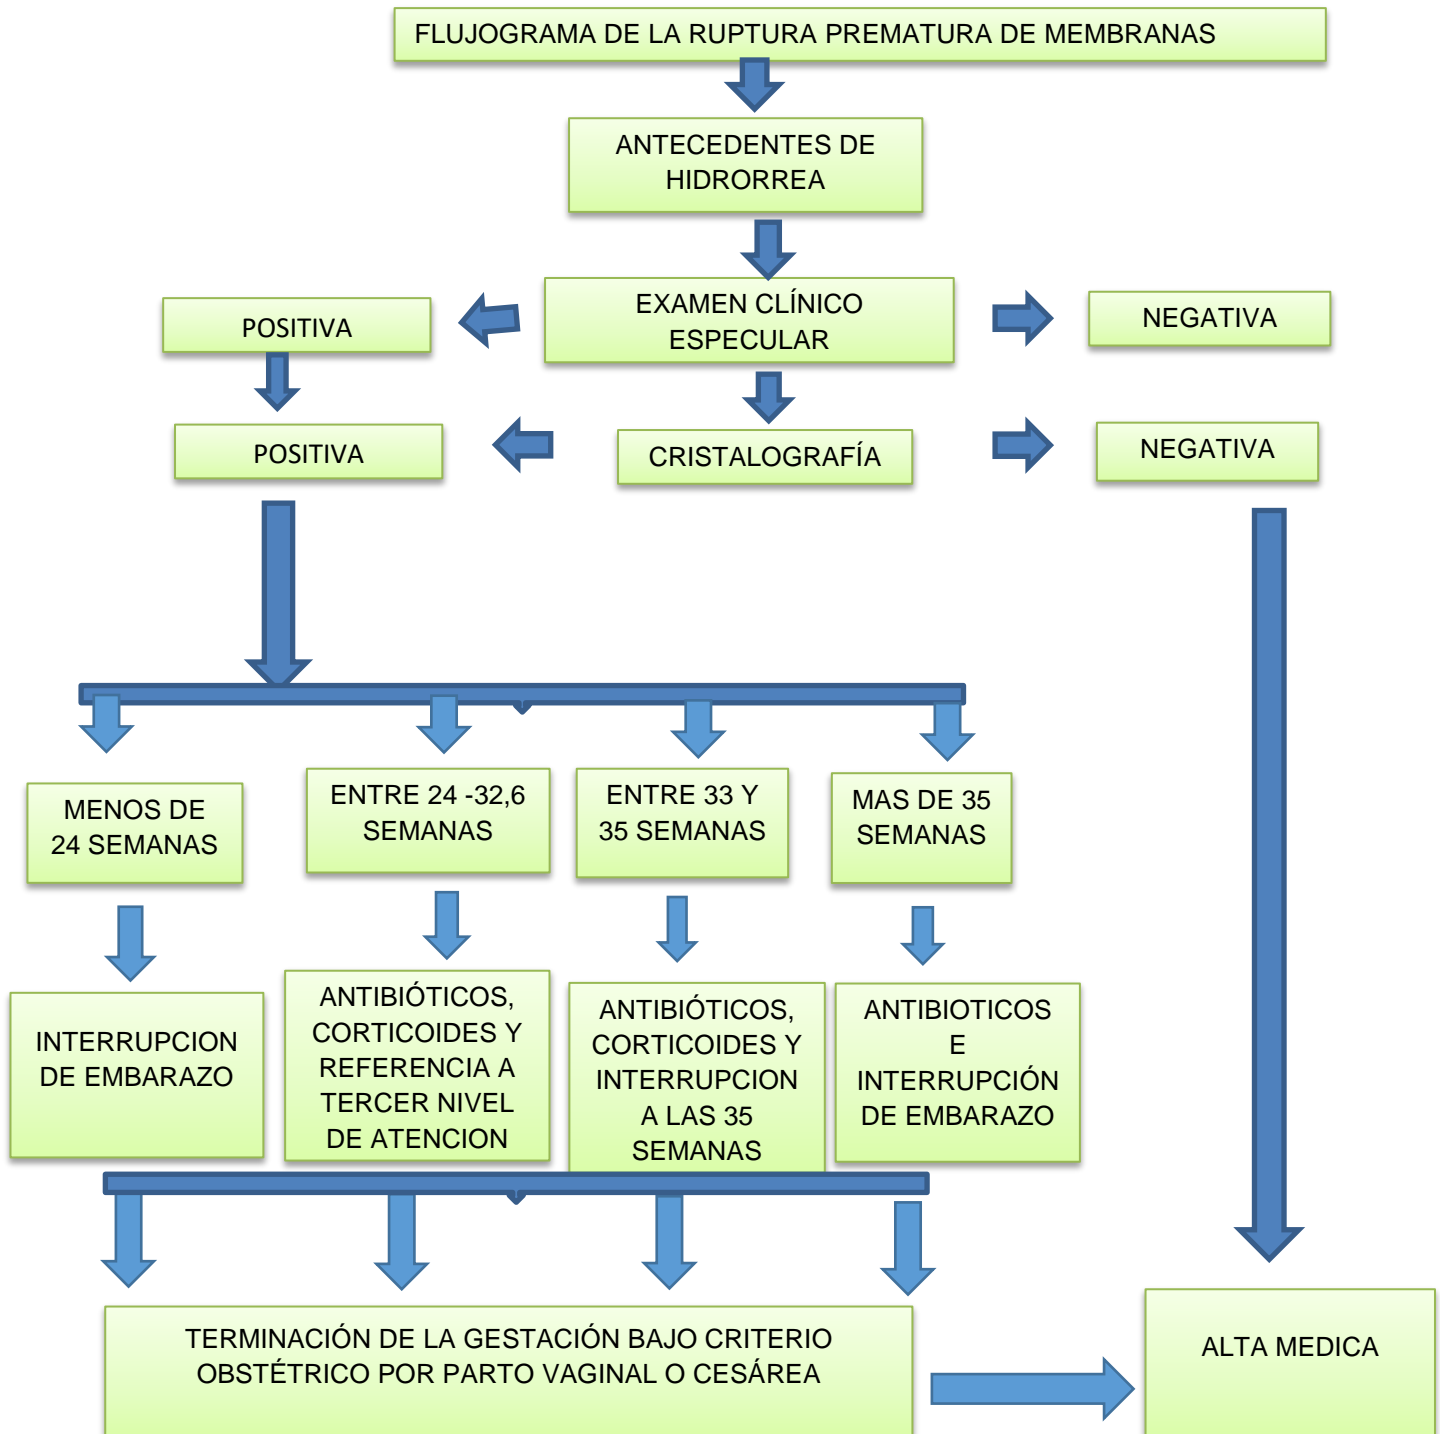 FLUJOGRAMA DE LA RUPTURA PREMATURA DE MEMBRANAS
ANTECEDENTES DE
HIDRORREA
EXAMEN CLÍNICO
ESPECULAR
POSITIVA
NEGATIVA
POSITIVA
CRISTALOGRAFÍA
NEGATIVA
MENOS DE
24 SEMANAS
ENTRE 24 -32,6
SEMANAS
ENTRE 33 Y
35 SEMANAS
MAS DE 35
SEMANAS
INTERRUPCION
DE EMBARAZO
ANTIBIÓTICOS,
CORTICOIDES Y
REFERENCIA A
TERCER NIVEL
DE ATENCION
ANTIBIÓTICOS,
CORTICOIDES Y
INTERRUPCION
A LAS 35
SEMANAS
ANTIBIOTICOS
E
INTERRUPCIÓN
DE EMBARAZO
TERMINACIÓN DE LA GESTACIÓN BAJO CRITERIO
OBSTÉTRICO POR PARTO VAGINAL O CESÁREA
ALTA MEDICA